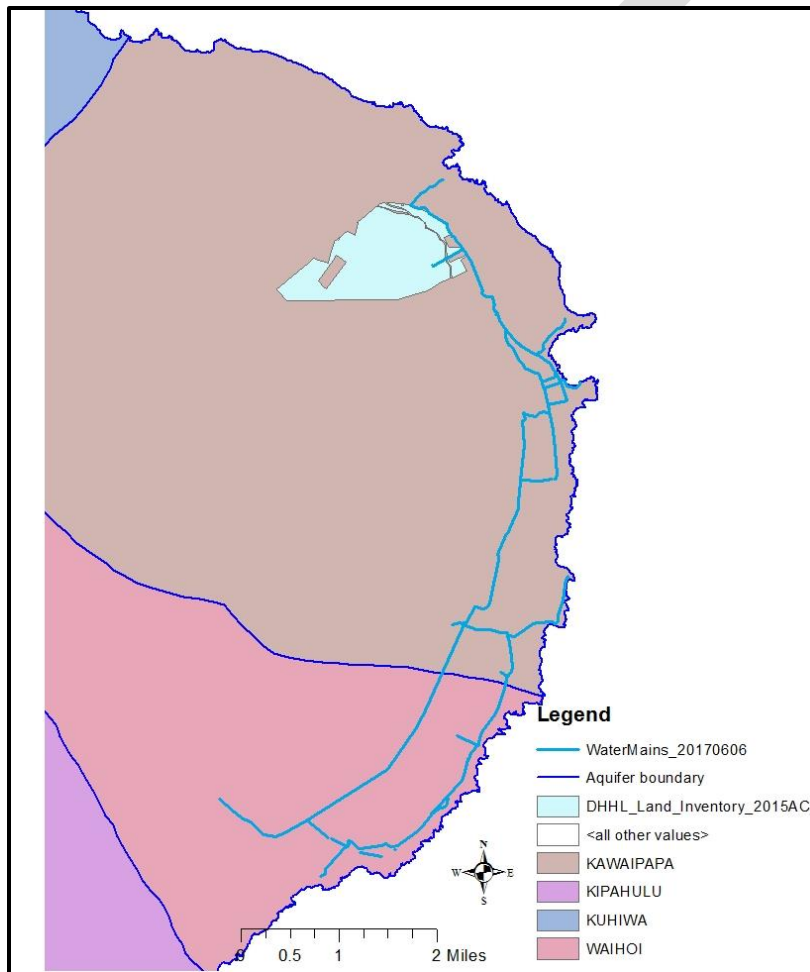 Legend
WaterMains_20170606
Aquifer boundary
DHHL_Land_Inventory_2015AC
<all other values>
KAWAIPAPA
KIPAHULU
KUHIWA
WAIHOI
N
W E
S
0 0.5 1 2 Miles